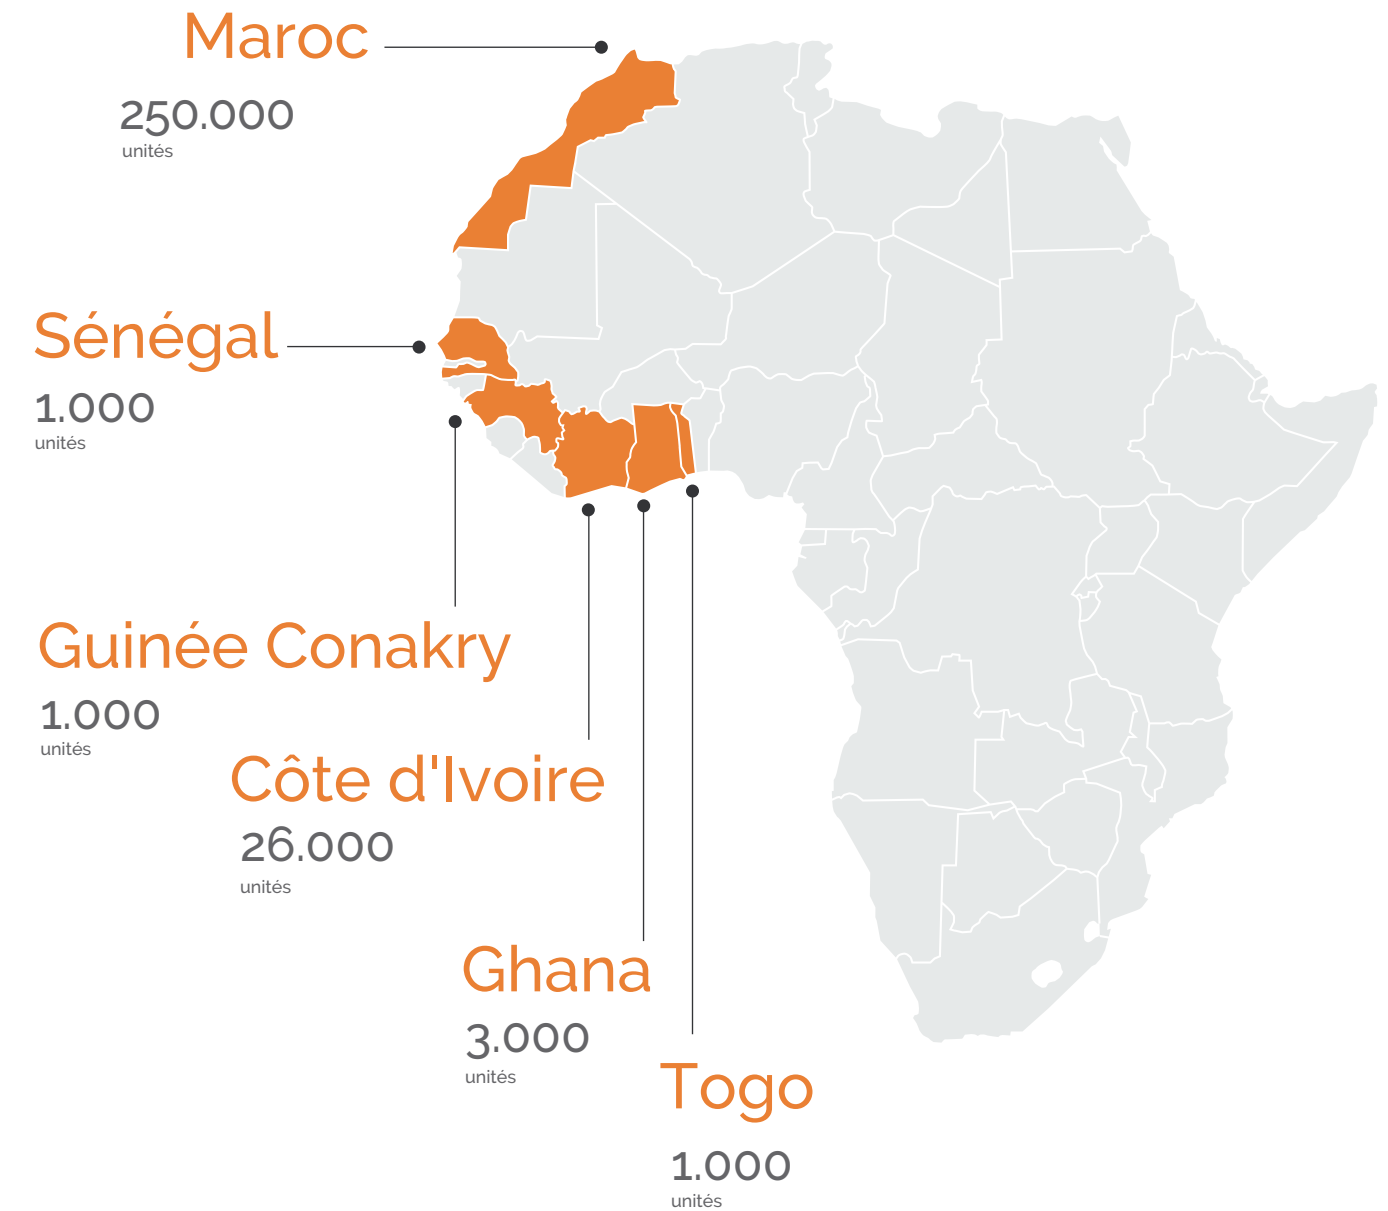 Maroc
250.000
unités
Sénégal
1.000
unités
Guinée Conakry
1.000
unités
Côte d'Ivoire
26.000
unités
Ghana
3.000
unités
Togo
1.000
unités